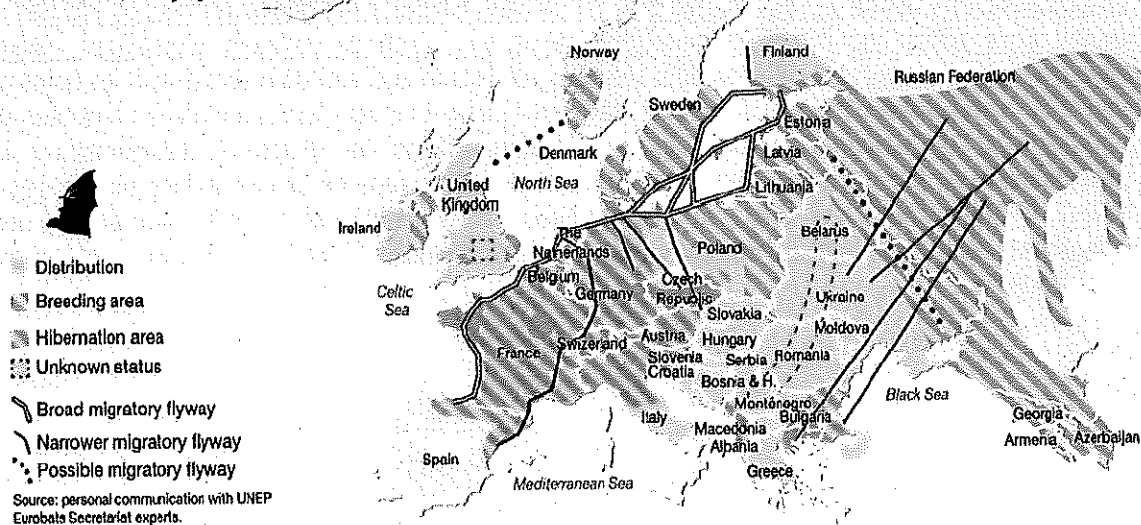 Norway
Finland
Russian Federation
Sweden
Estonia
Denmark
Latvia
North Sea
United
Kingdom
Lithuania
Ireland
Belarus
The
Netherlands
Poland
Distribution
Belgium
Czech
Republic
Celtic
Sea
Germany
Ukraine
Breeding area
Slovakia
Hibernation area
Moldova
Austria
Hungary
Switzerland
France
Slovenia
Serbia
Romania
Unknown status
Croatia
Bosnia & H.
Black Sea
Broad migratory flyway
Montenegro
Italy
Bulgaria
Georgia
Narrower migratory flyway
Macedonia
Armenia
Azerbaijan
Albania
Possible migratory flyway
Spain
Greece
Mediterranean Sea
Source: personal communication with UNEP
Eurobats Secretariat experts.